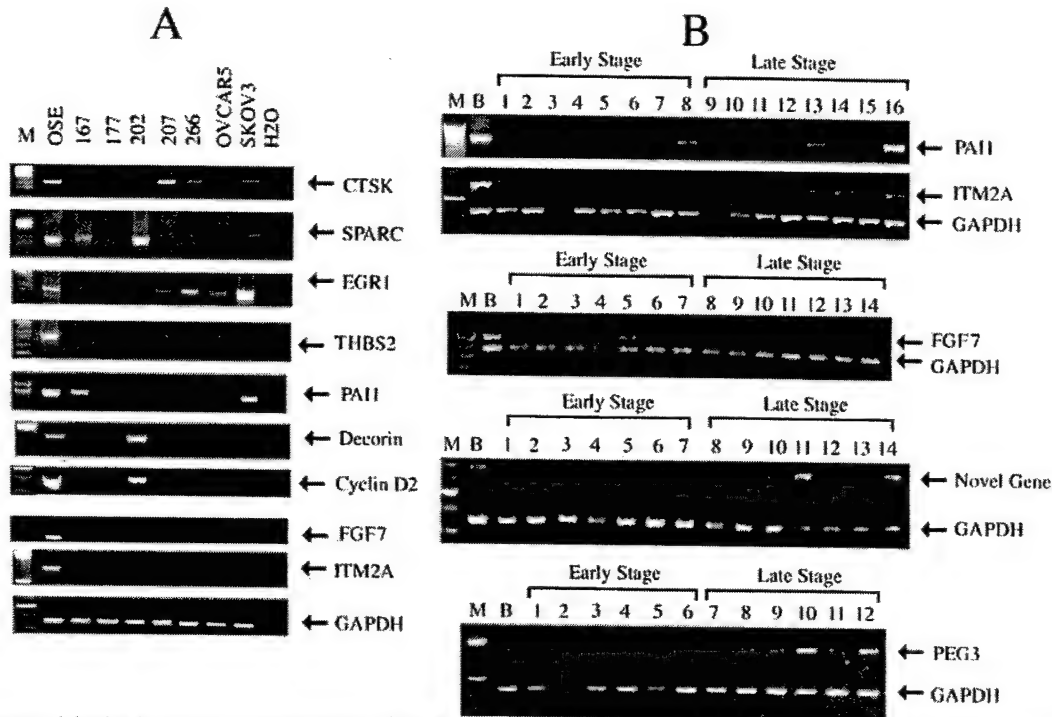 A
M OSE 167 177 202 207 266 OVCAR5 SKOV3 H2O
CTSK
SPARC
EGR1
THBS2
PAI1
Decorin
Cyclin D2
FGF7
ITM2A
GAPDH
B
Early Stage Late Stage
M B 1 2 3 4 5 6 7 8 9 10 11 12 13 14 15 16
PAI1
ITM2A
GAPDH
Early Stage Late Stage
M B 1 2 3 4 5 6 7 8 9 10 11 12 13 14
FGF7
GAPDH
Early Stage Late Stage
M B 1 2 3 4 5 6 7 8 9 10 11 12 13 14
Novel Gene
GAPDH
Early Stage Late Stage
M B 1 2 3 4 5 6 7 8 9 10 11 12
PEG3
GAPDH